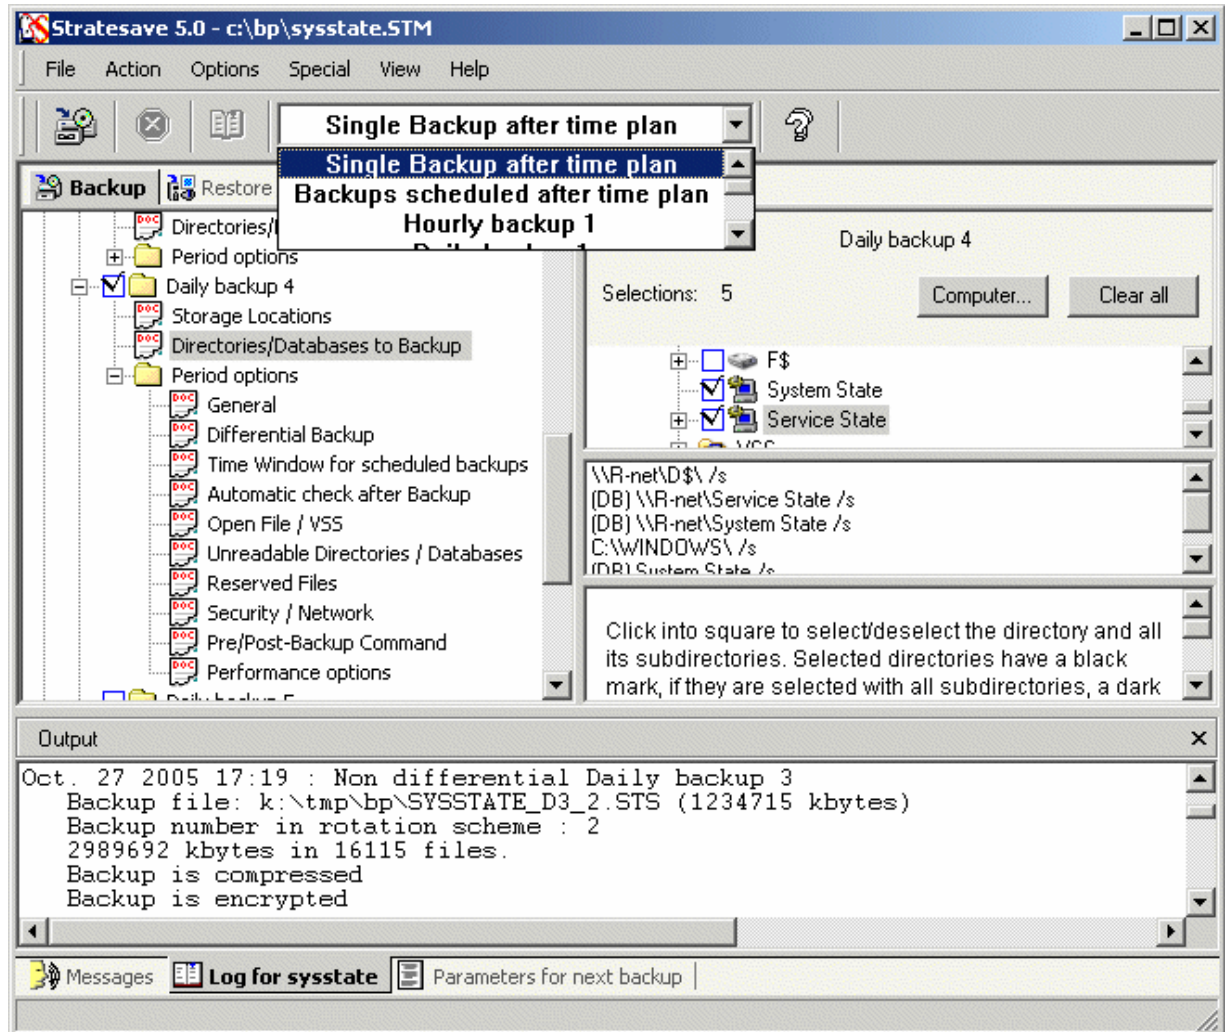 Stratesave 5.0 - c:\bp\sysstate.STM
File Action Options Special View Help
Single Backup after time plan
Single Backup after time plan
Backups scheduled after time plan
Hourly backup 1
Backup Restore
Directories/
Period options
Daily backup 4
Storage Locations
Directories/Databases to Backup
Period options
General
Differential Backup
Time Window for scheduled backups
Automatic check after Backup
Open File / VSS
Unreadable Directories / Databases
Reserved Files
Security / Network
Pre/Post-Backup Command
Performance options
Daily backup 4
Selections: 5
Computer... Clear all
F$
System State
Service State
VSS
\\R-net\D$\ /s
(DB) \\R-net\Service State /s
(DB) \\R-net\System State /s
C:\WINDOWS\ /s
(DB) System State /s
Click into square to select/deselect the directory and all
its subdirectories. Selected directories have a black
mark, if they are selected with all subdirectories, a dark
Output
Oct. 27 2005 17:19 : Non differential Daily backup 3
Backup file: k:\tmp\bp\SYSSTATE_D3_2.STS (1234715 kbytes)
Backup number in rotation scheme : 2
2989692 kbytes in 16115 files.
Backup is compressed
Backup is encrypted
Messages Log for sysstate Parameters for next backup